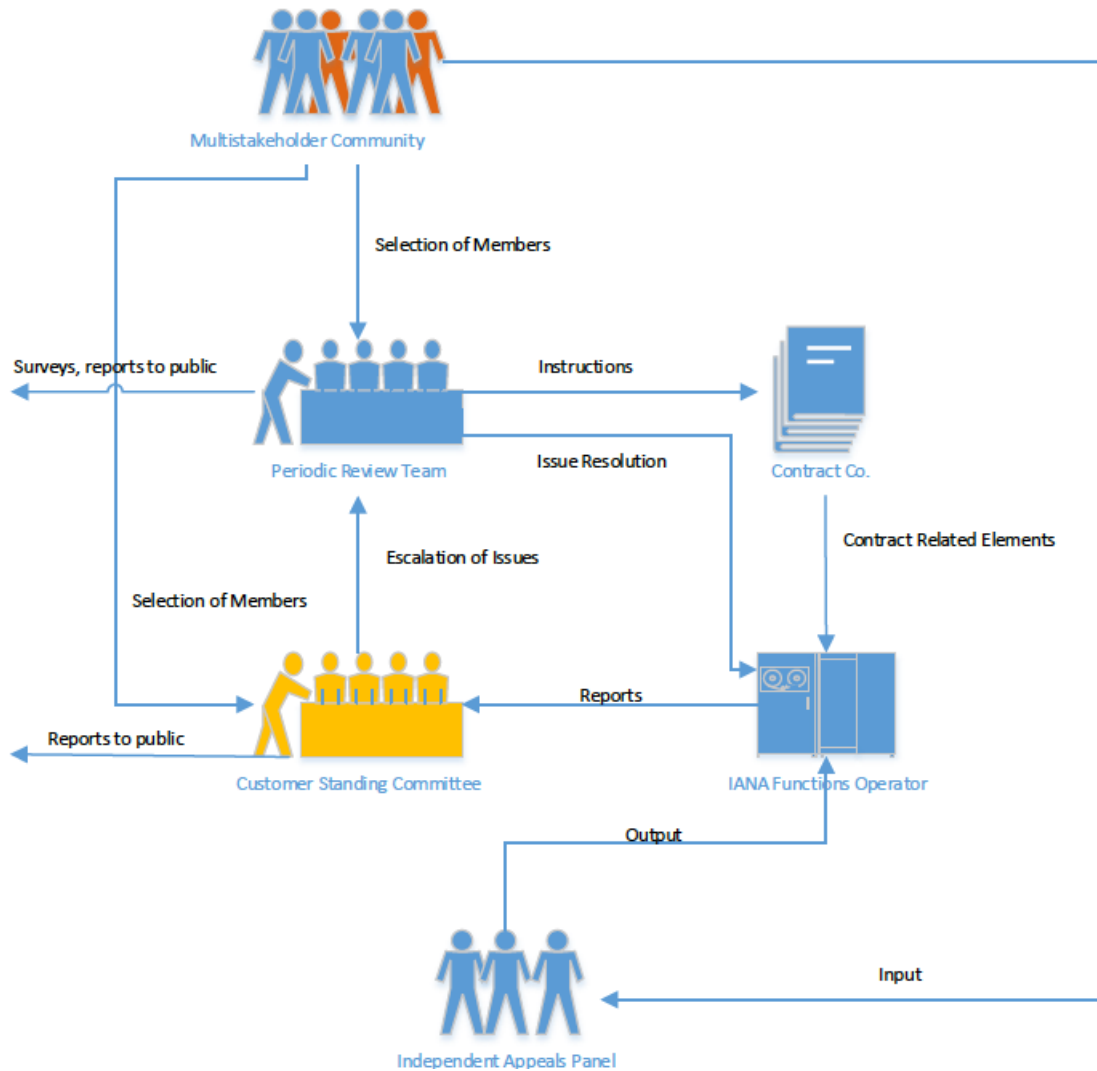 Multistakeholder Community
Selection of Members
Surveys, reports to public
Instructions
Issue Resolution
Periodic Review Team
Contract Co.
Escalation of Issues
Contract Related Elements
Selection of Members
Reports
Reports to public
Customer Standing Committee
IANA Functions Operator
Output
Input
Independent Appeals Panel